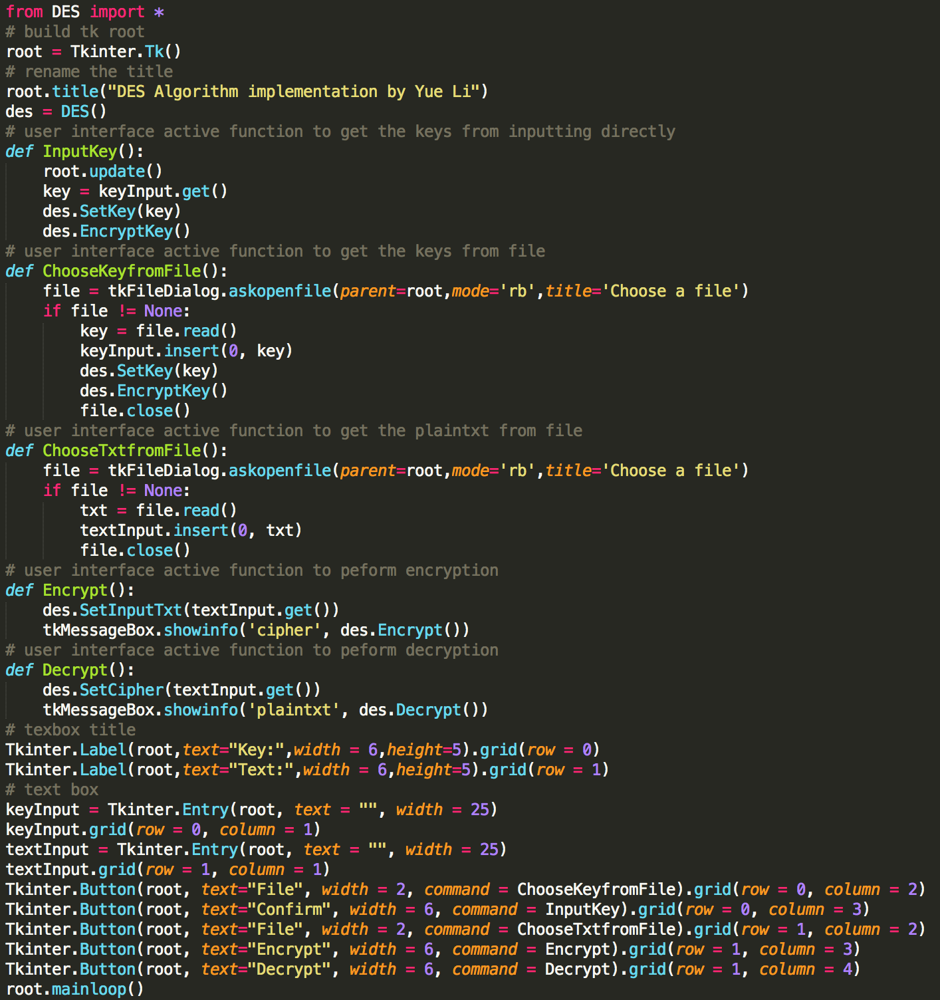 from DES import *
# build tk root
root = Tkinter.Tk()
# rename the title
root.title("DES Algorithm implementation by Yue Li")
des = DES()
# user interface active function to get the keys from inputting directly
def InputKey():
    root.update()
    key = keyInput.get()
    des.SetKey(key)
    des.EncryptKey()
# user interface active function to get the keys from file
def ChooseKeyfromFile():
    file = tkFileDialog.askopenfile(parent=root,mode='rb',title='Choose a file')
    if file != None:
        key = file.read()
        keyInput.insert(0, key)
        des.SetKey(key)
        des.EncryptKey()
        file.close()
# user interface active function to get the plaintxt from file
def ChooseTxtfromFile():
    file = tkFileDialog.askopenfile(parent=root,mode='rb',title='Choose a file')
    if file != None:
        txt = file.read()
        textInput.insert(0, txt)
        file.close()
# user interface active function to peform encryption
def Encrypt():
    des.SetInputTxt(textInput.get())
    tkMessageBox.showinfo('cipher', des.Encrypt())
# user interface active function to peform decryption
def Decrypt():
    des.SetCipher(textInput.get())
    tkMessageBox.showinfo('plaintxt', des.Decrypt())
# texbox title
Tkinter.Label(root,text="Key:",width = 6,height=5).grid(row = 0)
Tkinter.Label(root,text="Text:",width = 6,height=5).grid(row = 1)
# text box
keyInput = Tkinter.Entry(root, text = "", width = 25)
keyInput.grid(row = 0, column = 1)
textInput = Tkinter.Entry(root, text = "", width = 25)
textInput.grid(row = 1, column = 1)
Tkinter.Button(root, text="File", width = 2, command = ChooseKeyfromFile).grid(row = 0, column = 2)
Tkinter.Button(root, text="Confirm", width = 6, command = InputKey).grid(row = 0, column = 3)
Tkinter.Button(root, text="File", width = 2, command = ChooseTxtfromFile).grid(row = 1, column = 2)
Tkinter.Button(root, text="Encrypt", width = 6, command = Encrypt).grid(row = 1, column = 3)
Tkinter.Button(root, text="Decrypt", width = 6, command = Decrypt).grid(row = 1, column = 4)
root.mainloop()